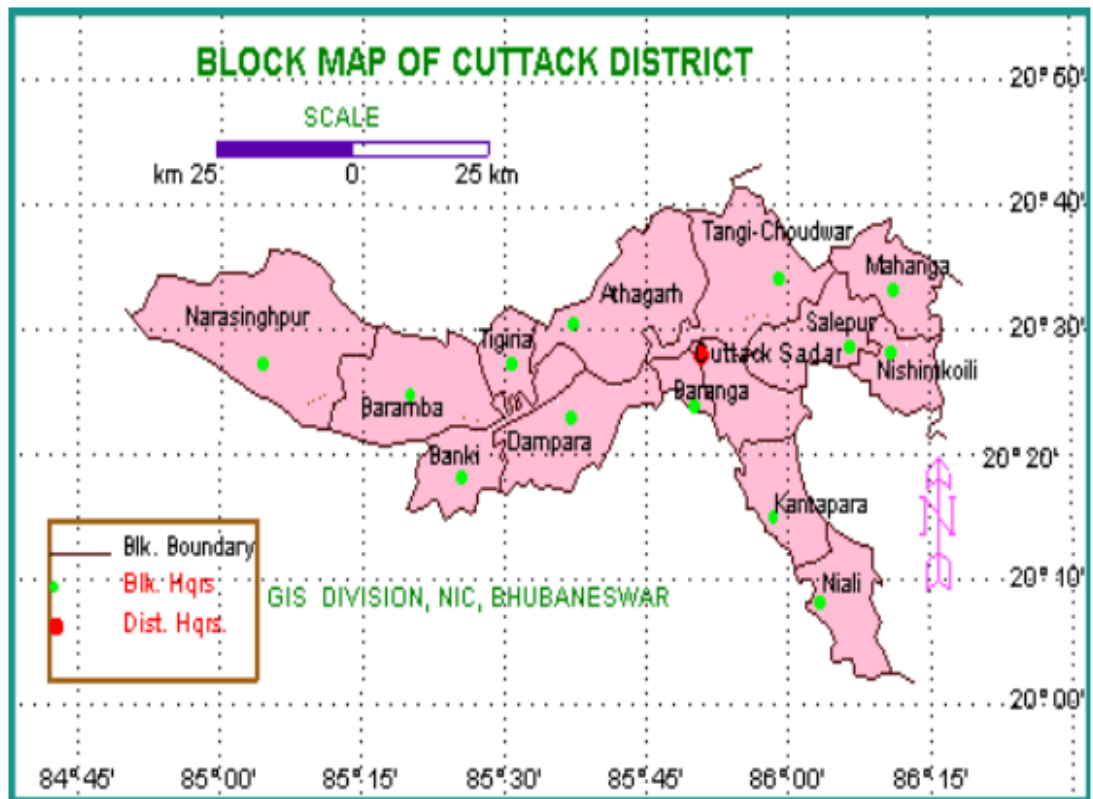 BLOCK MAP OF CUTTACK DISTRICT
20° 50'
SCALE
km 25 0 25 km
20° 40'
Tangi-Choudwar
Mahanga
Athagarh
Narasinghpur
Salepur
20° 30'
Tigiria
Cuttack Sadar
Nishintkoili
Baranga
Baramba
Dampara
Banki
20° 20'
N
Kantapara
Blk. Boundary
Blk. Hqrs
Dist. Hqrs.
GIS DIVISION, NIC, BHUBANESWAR
20° 10'
Niali
20° 00'
84° 45' 85° 00' 85° 15' 85° 30' 85° 45' 86° 00' 86° 15'